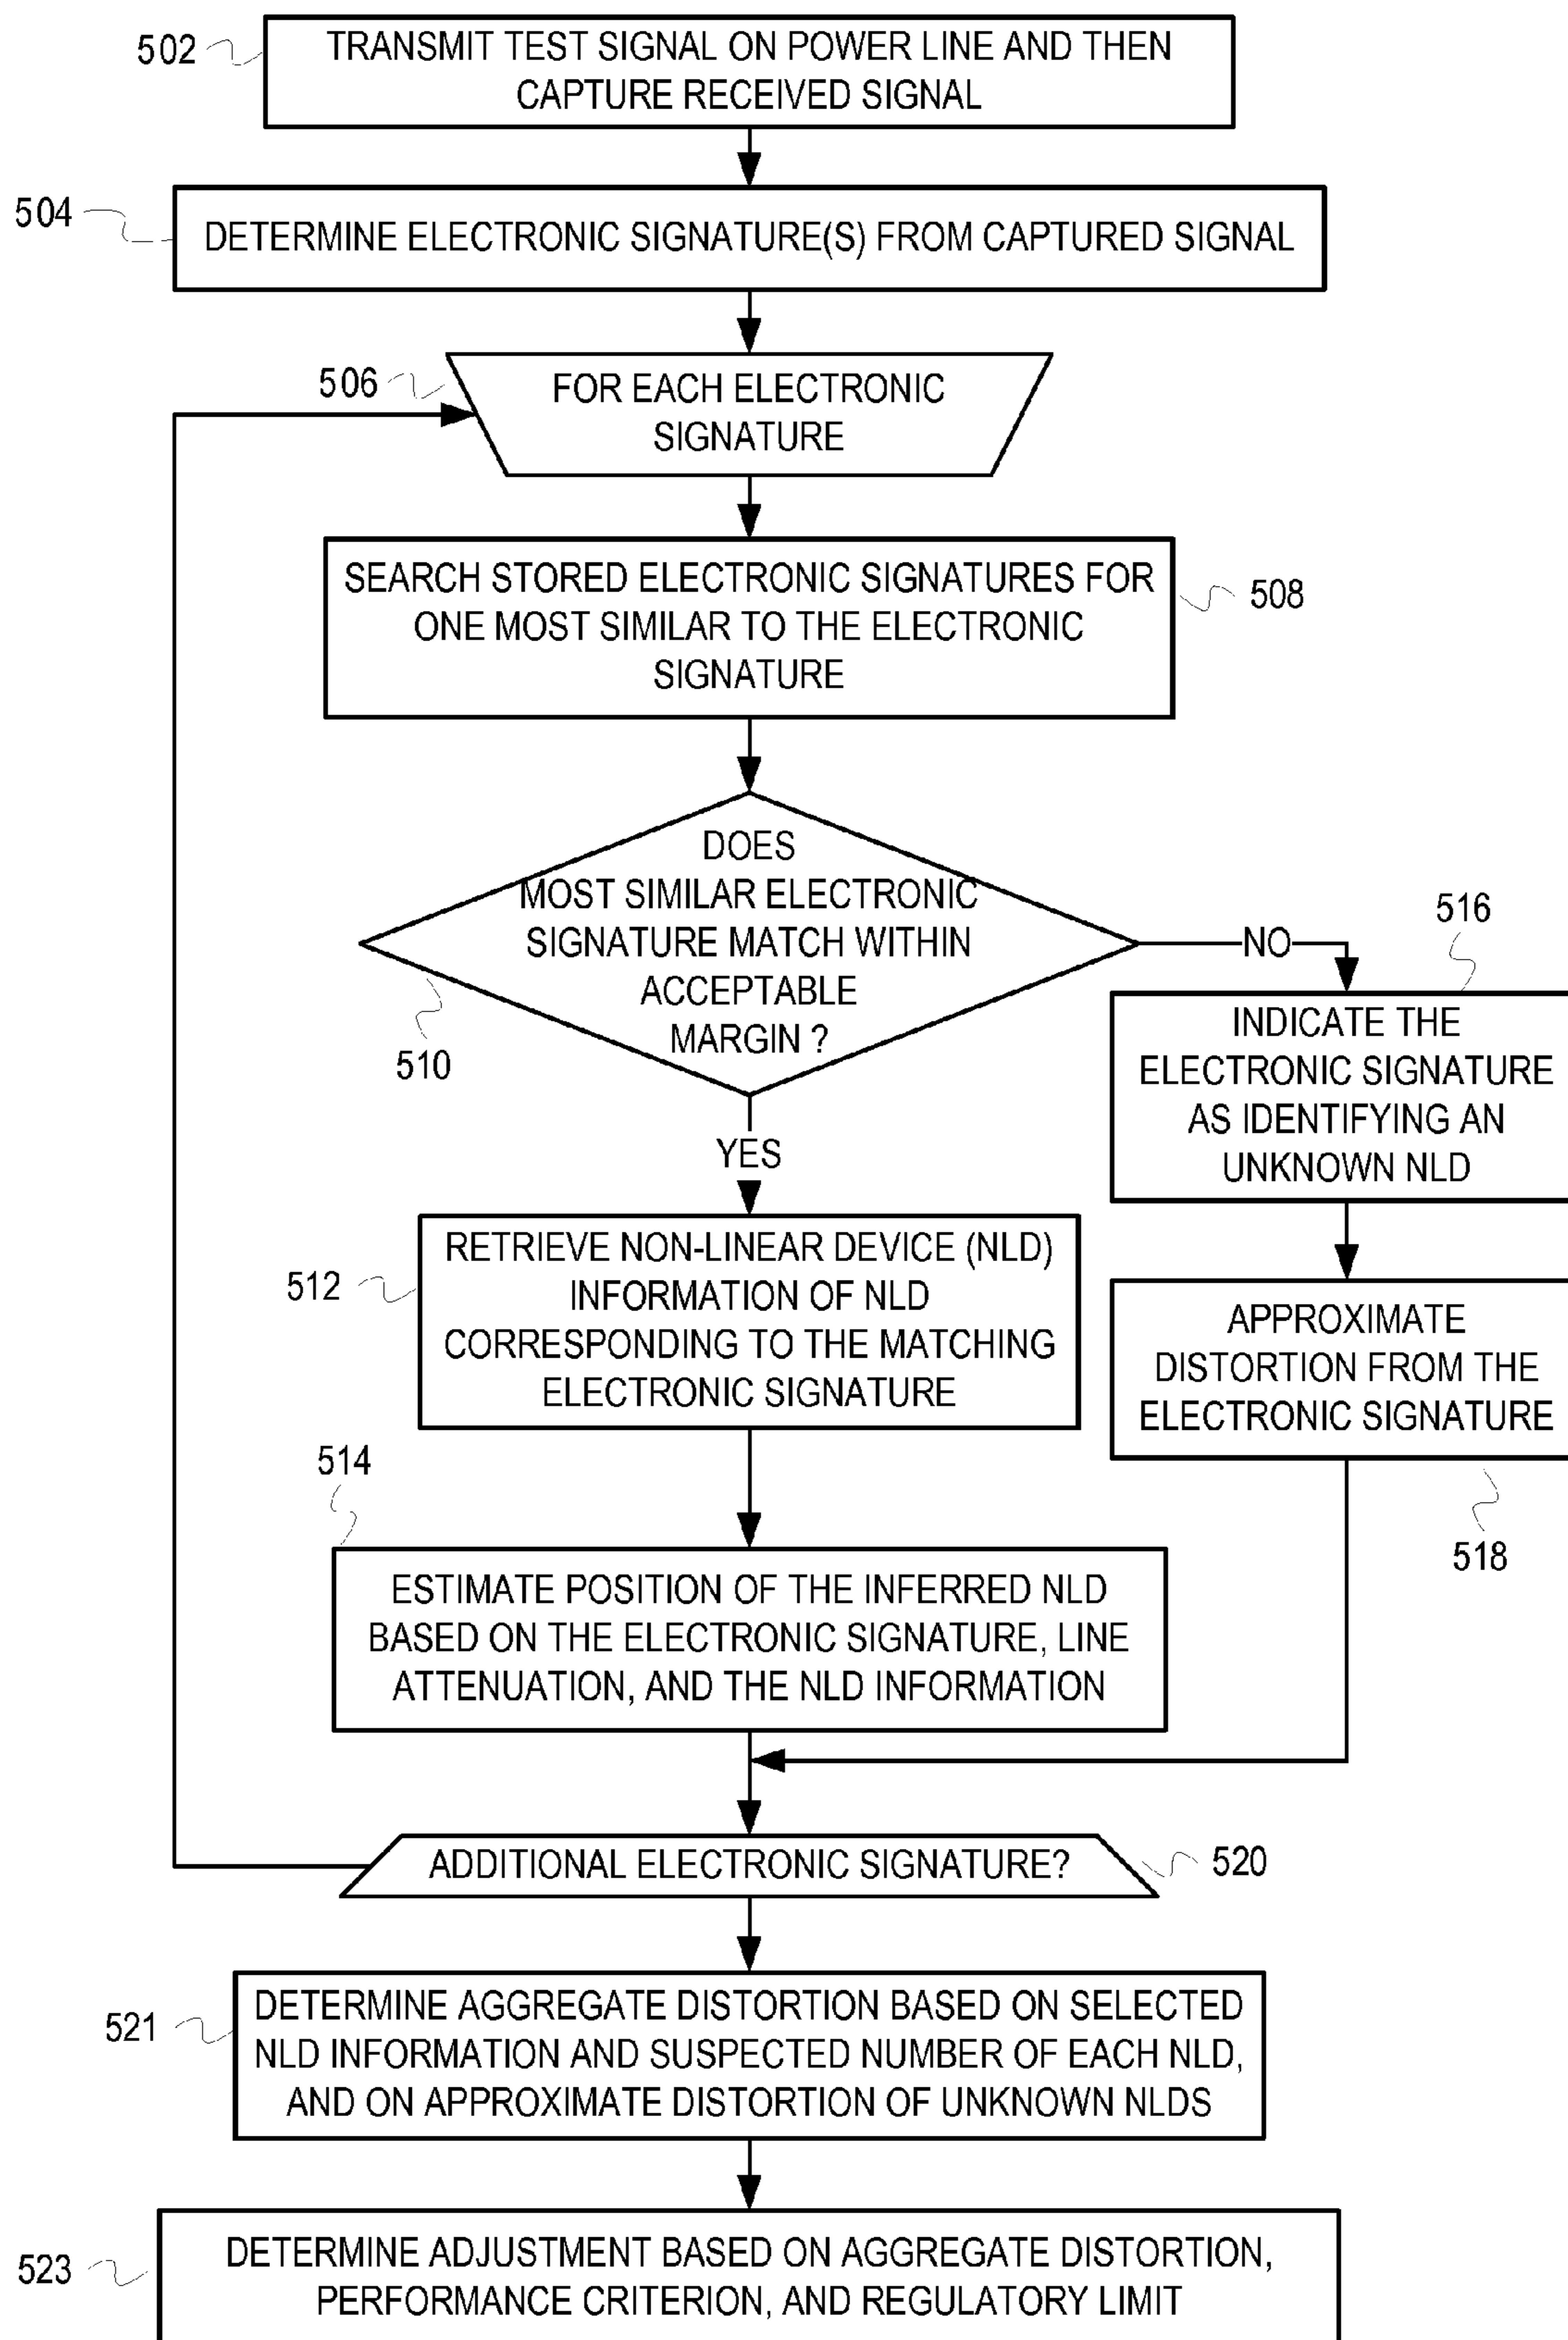 502
TRANSMIT TEST SIGNAL ON POWER LINE AND THEN
CAPTURE RECEIVED SIGNAL
504
DETERMINE ELECTRONIC SIGNATURE(S) FROM CAPTURED SIGNAL
506
FOR EACH ELECTRONIC
SIGNATURE
SEARCH STORED ELECTRONIC SIGNATURES FOR
ONE MOST SIMILAR TO THE ELECTRONIC
SIGNATURE
508
DOES
MOST SIMILAR ELECTRONIC
SIGNATURE MATCH WITHIN
ACCEPTABLE
MARGIN ?
510
NO
516
INDICATE THE
ELECTRONIC SIGNATURE
AS IDENTIFYING AN
UNKNOWN NLD
YES
512
RETRIEVE NON-LINEAR DEVICE (NLD)
INFORMATION OF NLD
CORRESPONDING TO THE MATCHING
ELECTRONIC SIGNATURE
APPROXIMATE
DISTORTION FROM THE
ELECTRONIC SIGNATURE
518
514
ESTIMATE POSITION OF THE INFERRED NLD
BASED ON THE ELECTRONIC SIGNATURE, LINE
ATTENUATION, AND THE NLD INFORMATION
ADDITIONAL ELECTRONIC SIGNATURE?
520
521
DETERMINE AGGREGATE DISTORTION BASED ON SELECTED
NLD INFORMATION AND SUSPECTED NUMBER OF EACH NLD,
AND ON APPROXIMATE DISTORTION OF UNKNOWN NLDS
523
DETERMINE ADJUSTMENT BASED ON AGGREGATE DISTORTION,
PERFORMANCE CRITERION, AND REGULATORY LIMIT